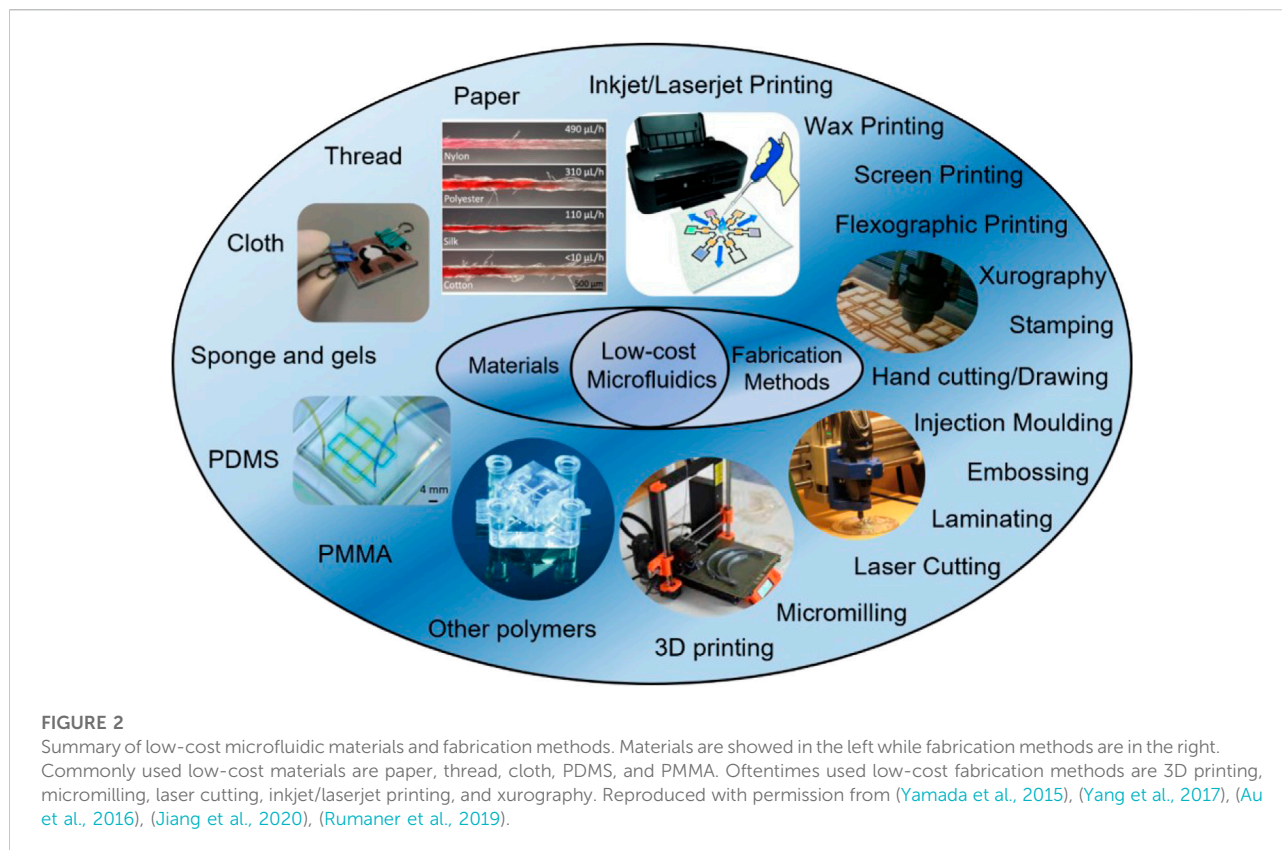 Paper
Inkjet/Laserjet Printing
Thread
490 µL/h
Nylon
310 µL/h
Polyester
110 µL/h
Silk
<10 µL/h
Cotton
500 µm
Wax Printing
Screen Printing
Cloth
Flexographic Printing
Xurography
Stamping
Sponge and gels
Materials
Low-cost
Microfluidics
Fabrication
Methods
Hand cutting/Drawing
Injection Moulding
PDMS
4 mm
Embossing
Laminating
PMMA
Laser Cutting
Micromilling
Other polymers
3D printing
FIGURE 2
Summary of low-cost microfluidic materials and fabrication methods. Materials are showed in the left while fabrication methods are in the right.
Commonly used low-cost materials are paper, thread, cloth, PDMS, and PMMA. Oftentimes used low-cost fabrication methods are 3D printing,
micromilling, laser cutting, inkjet/laserjet printing, and xurography. Reproduced with permission from (Yamada et al., 2015), (Yang et al., 2017), (Au
et al., 2016), (Jiang et al., 2020), (Rumaner et al., 2019).